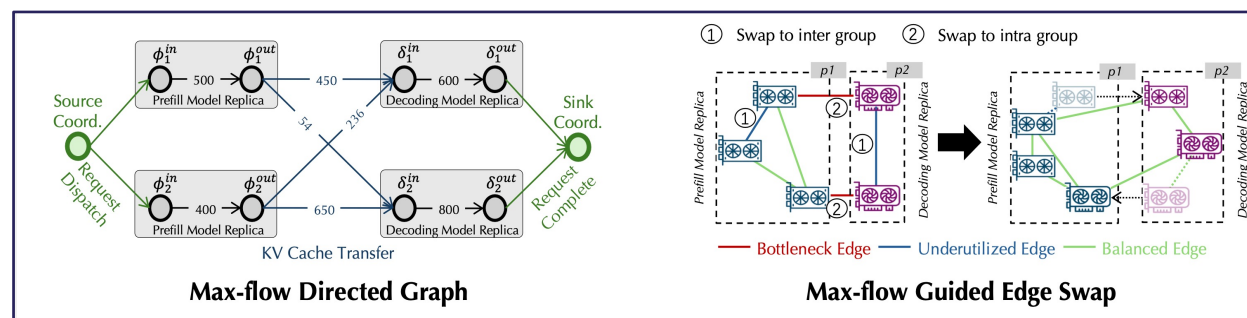 ϕ₁ⁱⁿ
ϕ₁ᵒᵘᵗ
500
Prefill Model Replica
δ₁ⁱⁿ
δ₁ᵒᵘᵗ
600
Decoding Model Replica
450
54
236
650
Source
Coord.
Sink
Coord.
Request
Dispatch
Request
Complete
ϕ₂ⁱⁿ
ϕ₂ᵒᵘᵗ
400
Prefill Model Replica
δ₂ⁱⁿ
δ₂ᵒᵘᵗ
800
Decoding Model Replica
KV Cache Transfer
Max-flow Directed Graph
① Swap to inter group
② Swap to intra group
p1
p2
Prefill Model Replica
①
②
①
②
Decoding Model Replica
p1
p2
Prefill Model Replica
Decoding Model Replica
Bottleneck Edge
Underutilized Edge
Balanced Edge
Max-flow Guided Edge Swap